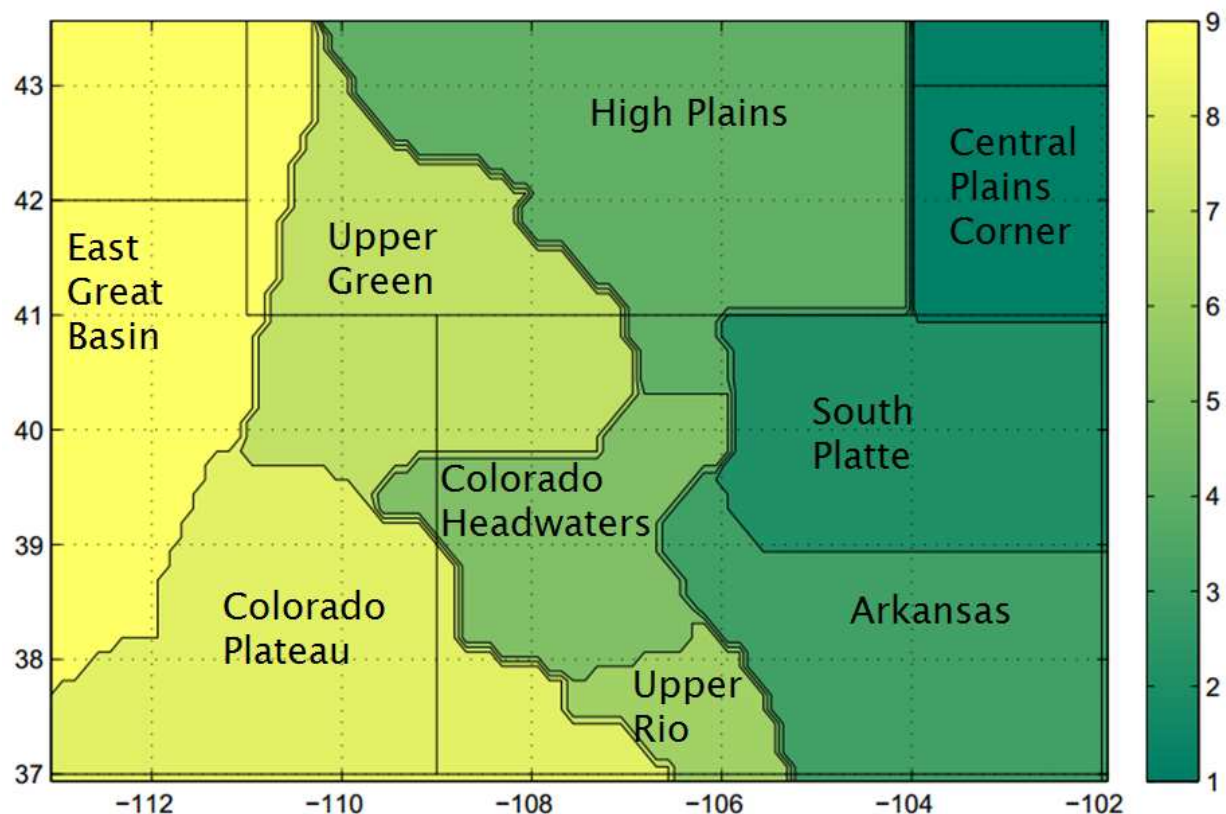 High Plains
Central
Plains
Corner
East
Great
Basin
Upper
Green
South
Platte
Colorado
Headwaters
Arkansas
Colorado
Plateau
Upper
Rio
43
42
41
40
39
38
37
−112
−110
−108
−106
−104
−102
9
8
7
6
5
4
3
2
1